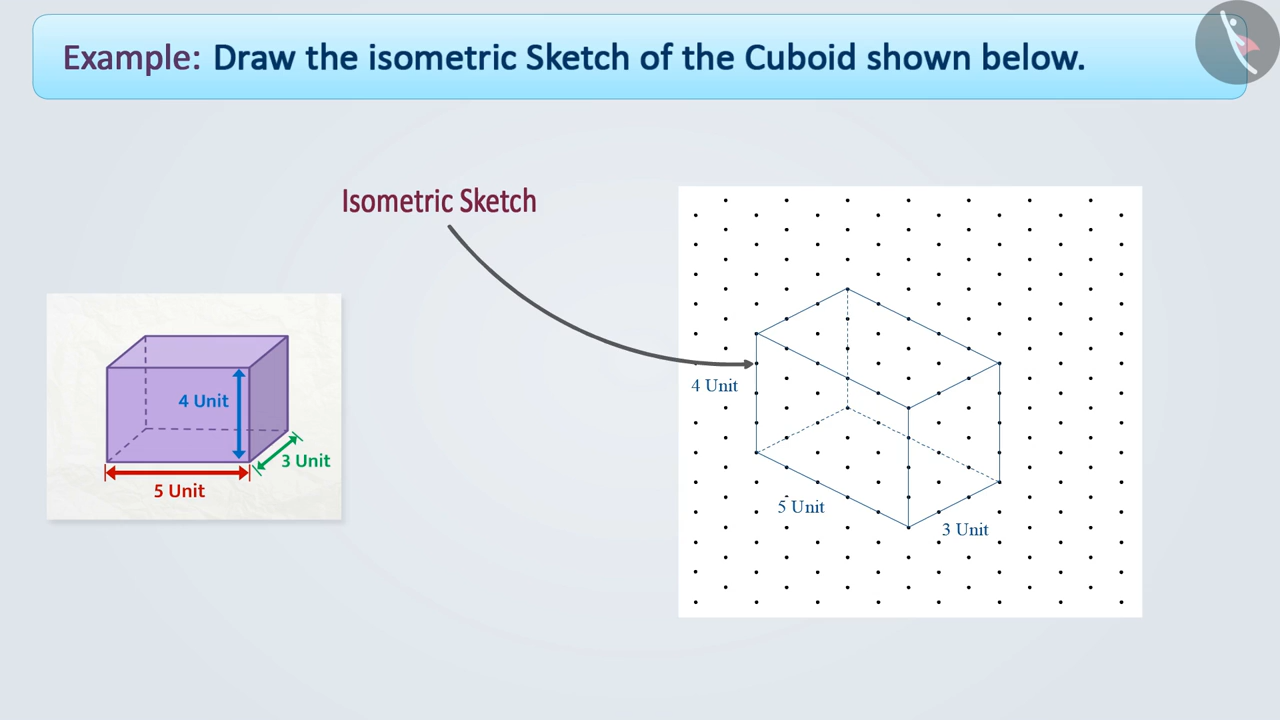 Example: Draw the isometric Sketch of the Cuboid shown below.
Isometric Sketch
4 Unit
3 Unit
5 Unit
4 Unit
5 Unit
3 Unit